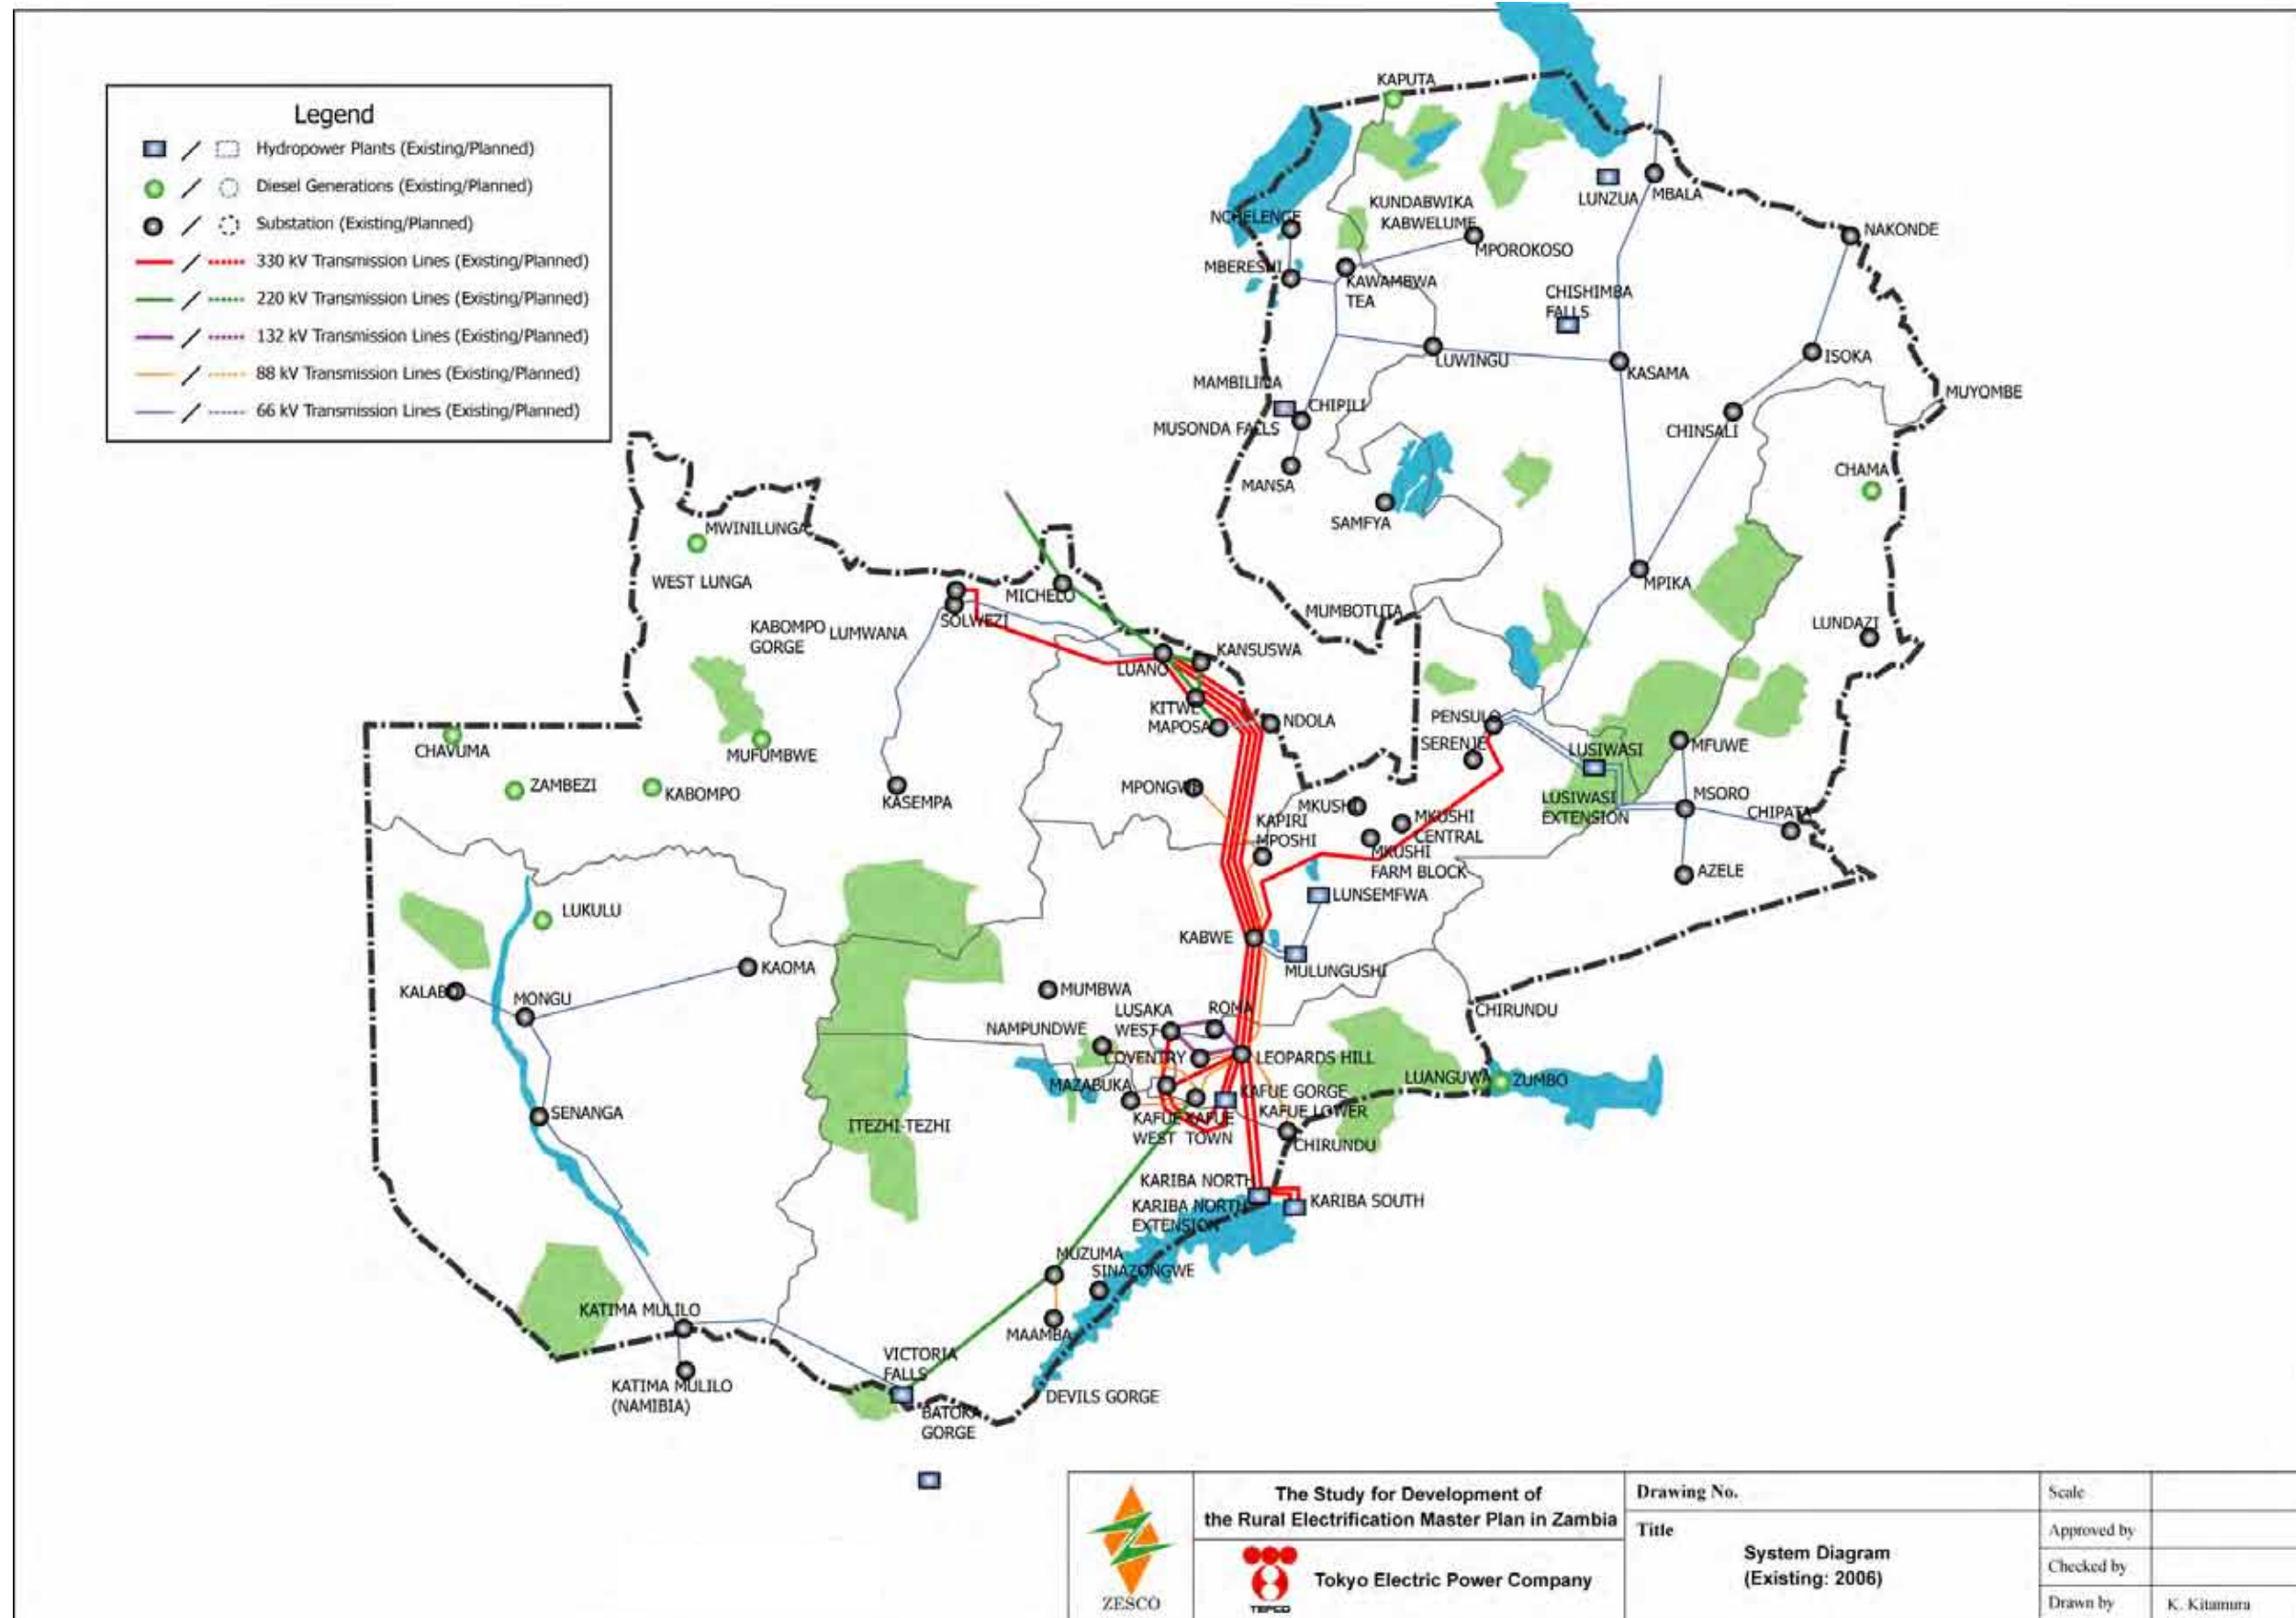 Legend
Hydropower Plants (Existing/Planned)
Diesel Generations (Existing/Planned)
Substation (Existing/Planned)
330 kV Transmission Lines (Existing/Planned)
220 kV Transmission Lines (Existing/Planned)
132 kV Transmission Lines (Existing/Planned)
88 kV Transmission Lines (Existing/Planned)
66 kV Transmission Lines (Existing/Planned)
KAPUTA
LUNZUA
MBALA
KUNDABWIKA
KABWELUME
NCHELENGE
NAKONDE
MPOROKOSO
MBERESHI
KAWAMBWA
TEA
CHISHIMBA
FALLS
LUWINGU
KASAMA
ISOKA
MAMBILIMA
CHIPILI
MUSONDA FALLS
MUYOMBE
CHINSALI
MANSA
CHAMA
SAMFYA
MWINILUNGA
WEST LUNGA
MICHELO
MPIKA
MUMBOTUTA
SOLWEZI
KABOMPO
GORGE
LUMWANA
LUNDAZI
KANSUSWA
LUANO
KITWE
MAPOSA
NDOLA
PENSULO
SERENJE
LUSIWASI
MFUWE
CHAVUMA
MUFUMBWE
ZAMBEZI
KABOMPO
KASEMPA
MPONGWE
MKUSHI
KAPIRI
MPOSHI
MKUSHI
CENTRAL
LUSIWASI
EXTENSION
MSORO
CHIPATA
MKUSHI
FARM BLOCK
AZELE
LUNSEMFWA
LUKULU
KABWE
MULUNGUSHI
KAOMA
KALABO
MONGU
MUMBWA
LUSAKA
WEST
ROMA
CHIRUNDU
NAMPUNDWE
COVENTRY
LEOPARDS HILL
MAZABUKA
LUANGUWA
ZUMBO
KAFUE GORGE
KAFUE LOWER
SENANGA
ITEZHI-TEZHI
KAFUE
WEST
KAFUE
TOWN
CHIRUNDU
KARIBA NORTH
KARIBA NORTH
EXTENSION
KARIBA SOUTH
MUZUMA
SINAZONGWE
KATIMA MULILO
MAAMBA
VICTORIA
FALLS
KATIMA MULILO
(NAMIBIA)
BATOKA
GORGE
DEVILS GORGE
ZESCO
The Study for Development of
the Rural Electrification Master Plan in Zambia
TEPCO
Tokyo Electric Power Company
Drawing No.
Title
System Diagram
(Existing: 2006)
Scale
Approved by
Checked by
Drawn by
K. Kitamura